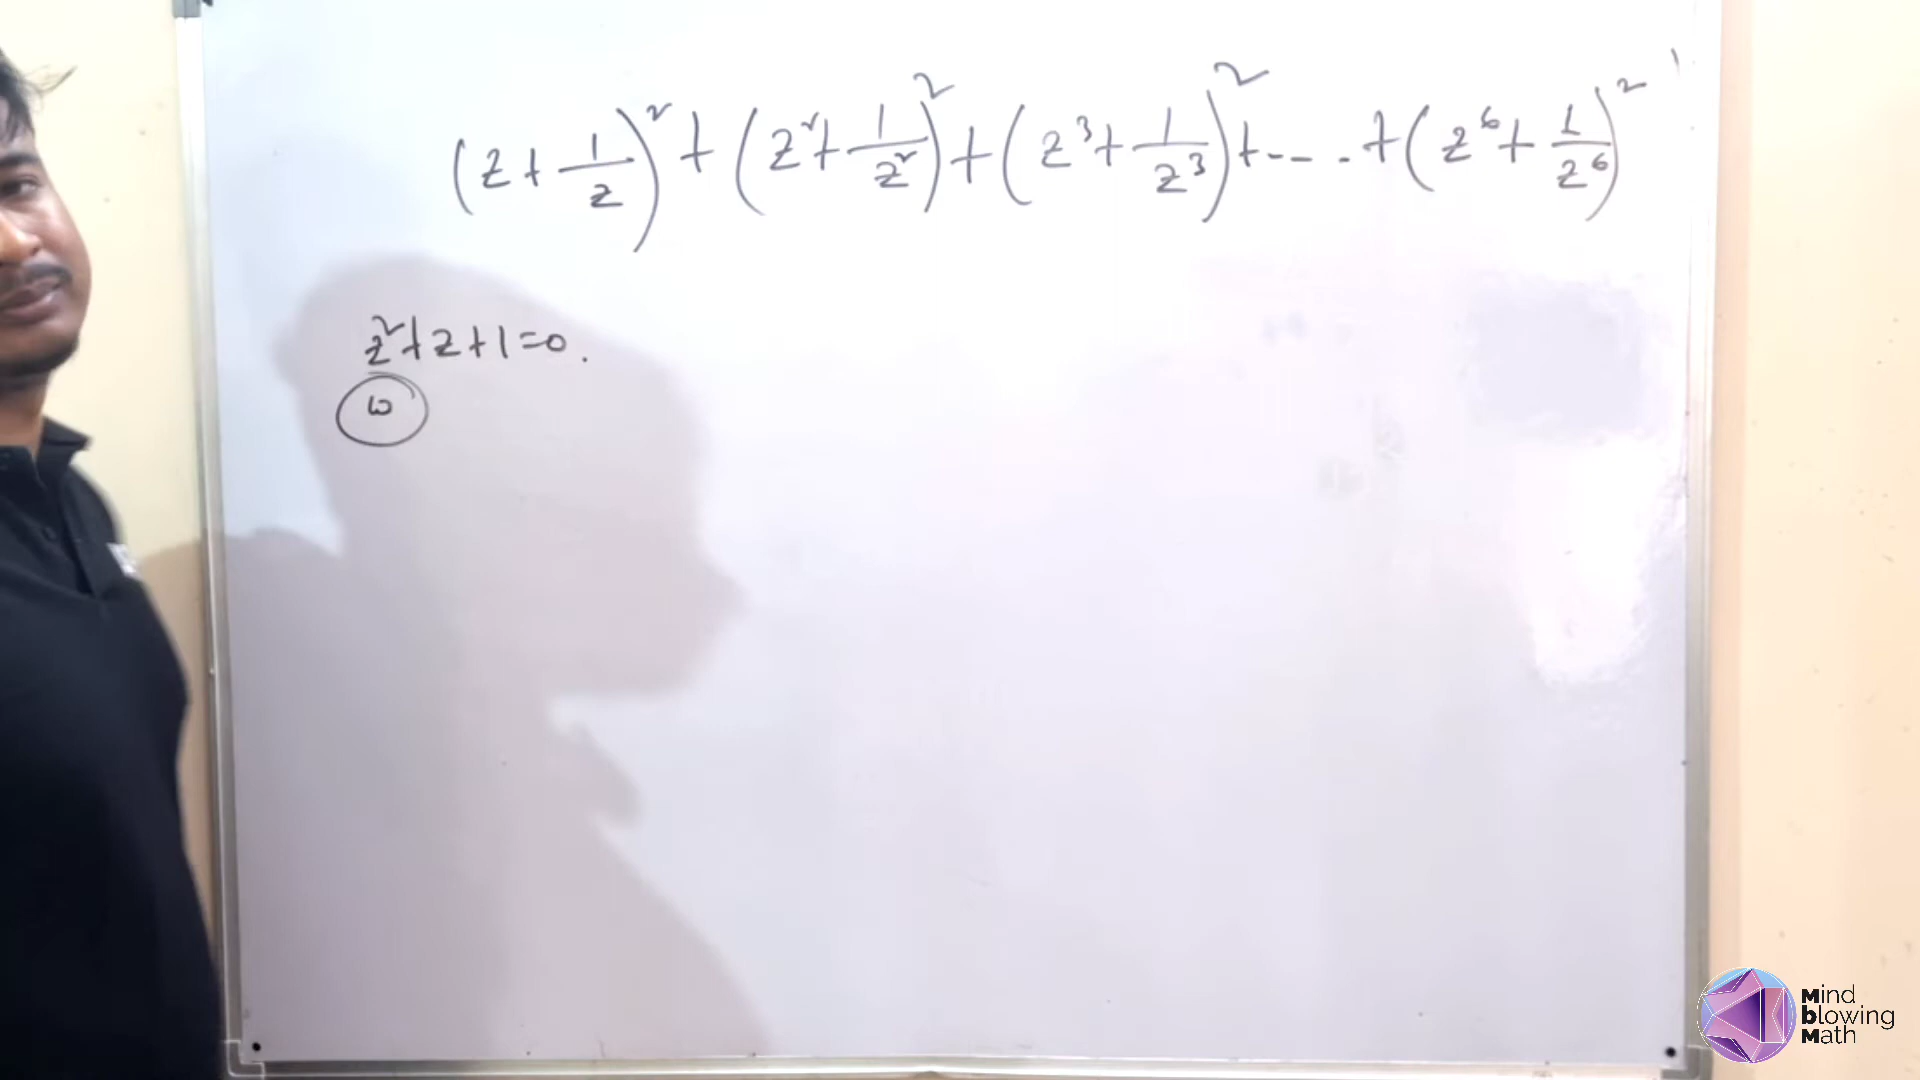 (z + 1/z)² + (z² + 1/z²)² + (z³ + 1/z³)² + --- . + (z⁶ + 1/z⁶)²
z² + z + 1 = 0 .
ω
Mind
blowing
Math